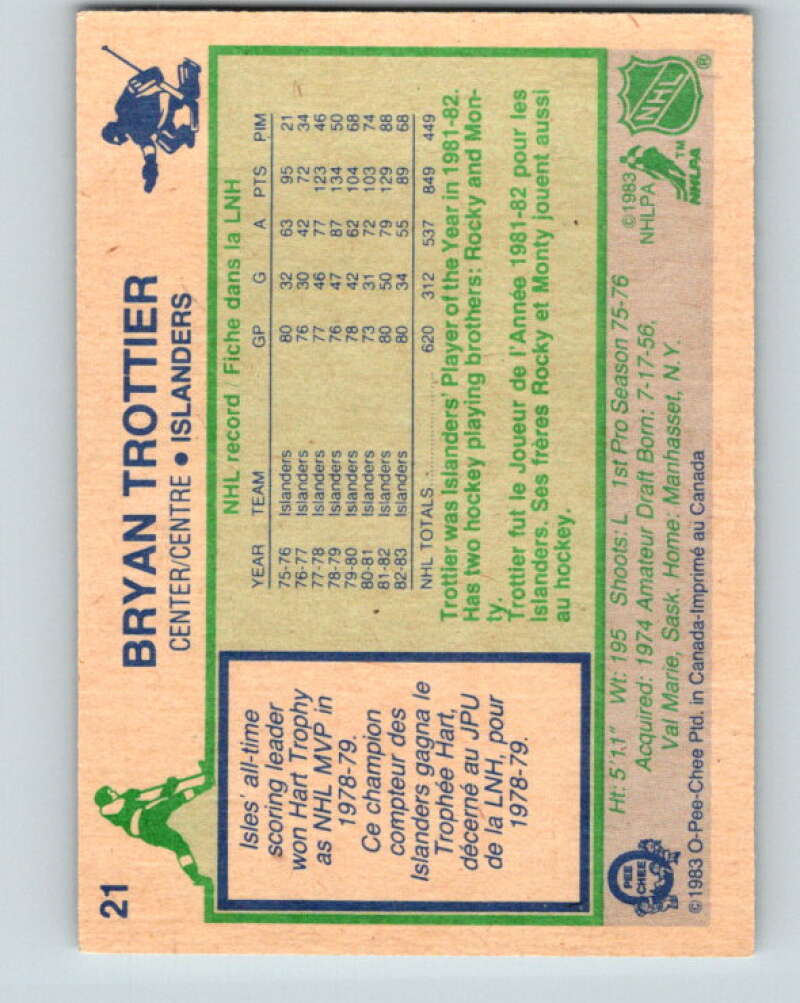 21
BRYAN TROTTIER
CENTER/CENTRE • ISLANDERS
Isles' all-time
scoring leader
won Hart Trophy
as NHL MVP in
1978-79.
Ce champion
compteur des
Islanders gagna le
Trophée Hart,
décerné au JPU
de la LNH, pour
1978-79.
NHL record / Fiche dans la LNH
YEAR TEAM GP G A PTS PIM
75-76 Islanders 80 32 63 95 21
76-77 Islanders 76 30 42 72 34
77-78 Islanders 77 46 77 123 46
78-79 Islanders 76 47 87 134 50
79-80 Islanders 78 42 62 104 68
80-81 Islanders 73 31 72 103 74
81-82 Islanders 80 50 79 129 88
82-83 Islanders 80 34 55 89 68
NHL TOTALS 620 312 537 849 449
Trottier was Islanders' Player of the Year in 1981-82.
Has two hockey playing brothers: Rocky and Mon-
ty.
Trottier fut le Joueur de l'Année 1981-82 pour les
Islanders. Ses frères Rocky et Monty jouent aussi
au hockey.
Ht: 5'11" Wt: 195 Shoots: L 1st Pro Season 75-76
Acquired: 1974 Amateur Draft Born: 7-17-56,
Val Marie, Sask. Home: Manhasset, N.Y.
©1983 O-Pee-Chee Ptd. in Canada-Imprimé au Canada
O
PEE
CHEE
©1983
NHLPA
NHL ®
TM
NHLPA